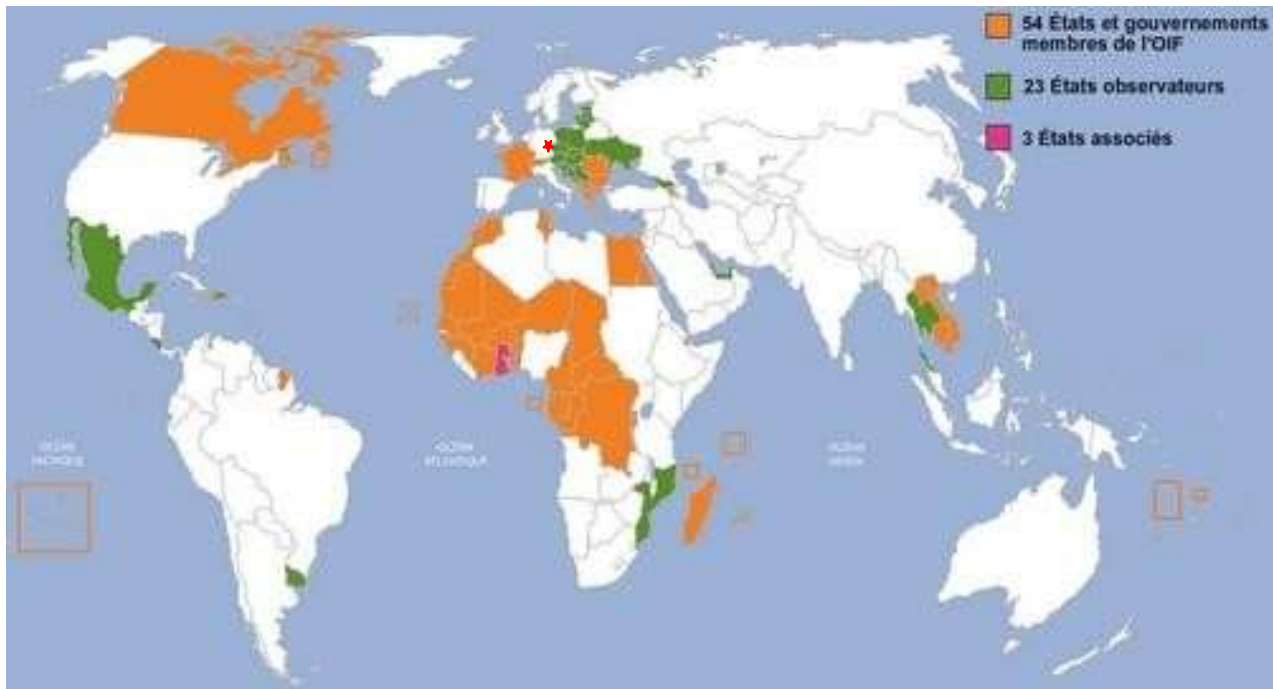 54 États et gouvernements
membres de l'OIF
23 États observateurs
3 États associés